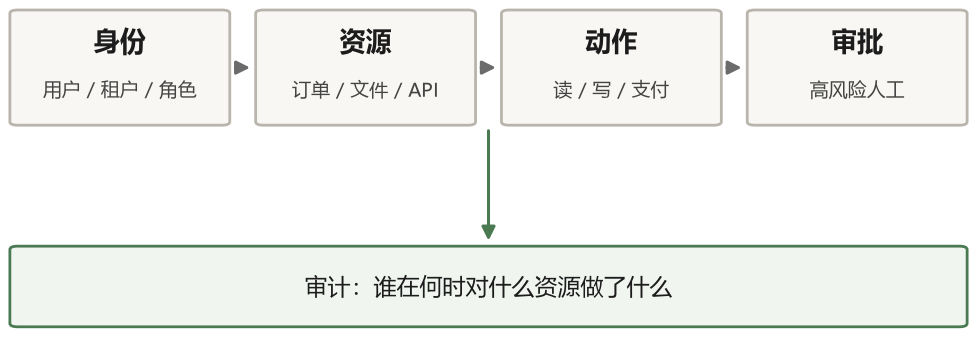 身份
用户 / 租户 / 角色
资源
订单 / 文件 / API
动作
读 / 写 / 支付
审批
高风险人工
审计：谁在何时对什么资源做了什么